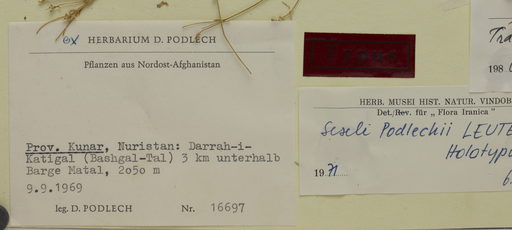 ex HERBARIUM D. PODLECH
Pflanzen aus Nordost-Afghanistan
Prov. Kunar, Nuristan: Darrah-i-
Katigal (Bashgal-Tal) 3 km unterhalb
Barge Matal, 2050 m
9.9.1969
leg. D. PODLECH Nr. 16697
HERB. MUSEI HIST. NATUR. VINDOB
Det./Rev. für „ Flora Iranica "
Seseli Podlechii LEUTE
Holotypu
1971
198